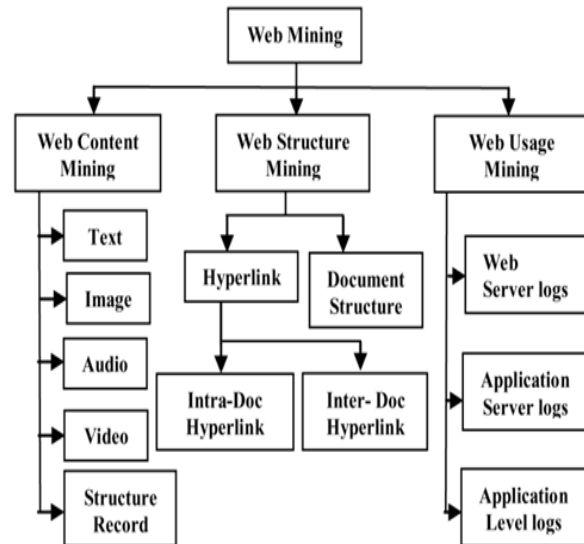 Web Mining
Web Content
Mining
Web Structure
Mining
Web Usage
Mining
Text
Image
Audio
Video
Structure
Record
Hyperlink
Document
Structure
Intra-Doc
Hyperlink
Inter- Doc
Hyperlink
Web
Server logs
Application
Server logs
Application
Level logs